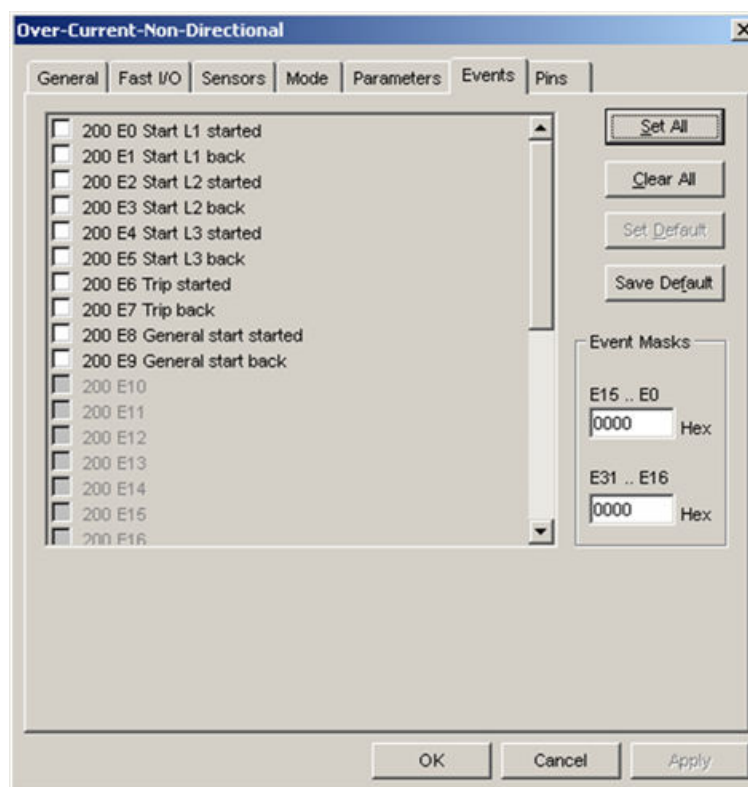 Over-Current-Non-Directional
General Fast I/O Sensors Mode Parameters Events Pins
200 E0 Start L1 started
200 E1 Start L1 back
200 E2 Start L2 started
200 E3 Start L2 back
200 E4 Start L3 started
200 E5 Start L3 back
200 E6 Trip started
200 E7 Trip back
200 E8 General start started
200 E9 General start back
200 E10
200 E11
200 E12
200 E13
200 E14
200 E15
200 E16
Set All
Clear All
Set Default
Save Default
Event Masks
E15 .. E0
0000 Hex
E31 .. E16
0000 Hex
OK Cancel Apply